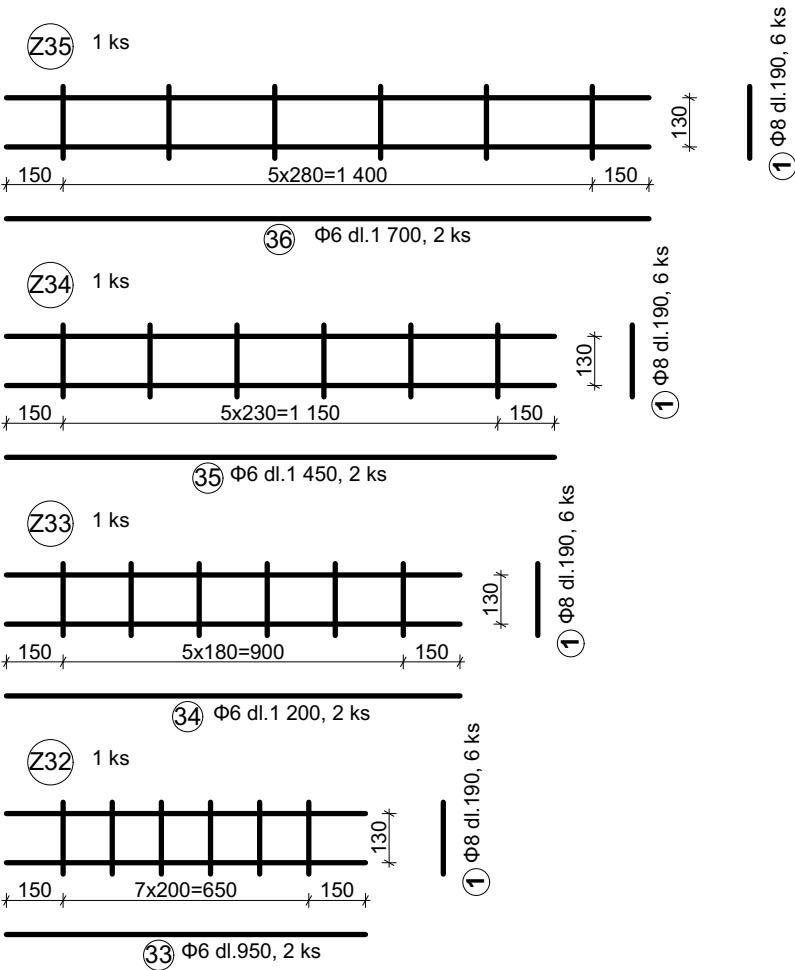 Z35 1 ks
130
1 Φ8 dl.190, 6 ks
150 5x280=1 400 150
36 Φ6 dl.1 700, 2 ks
Z34 1 ks
130
1 Φ8 dl.190, 6 ks
150 5x230=1 150 150
35 Φ6 dl.1 450, 2 ks
Z33 1 ks
130
1 Φ8 dl.190, 6 ks
150 5x180=900 150
34 Φ6 dl.1 200, 2 ks
Z32 1 ks
130
1 Φ8 dl.190, 6 ks
150 7x200=650 150
33 Φ6 dl.950, 2 ks